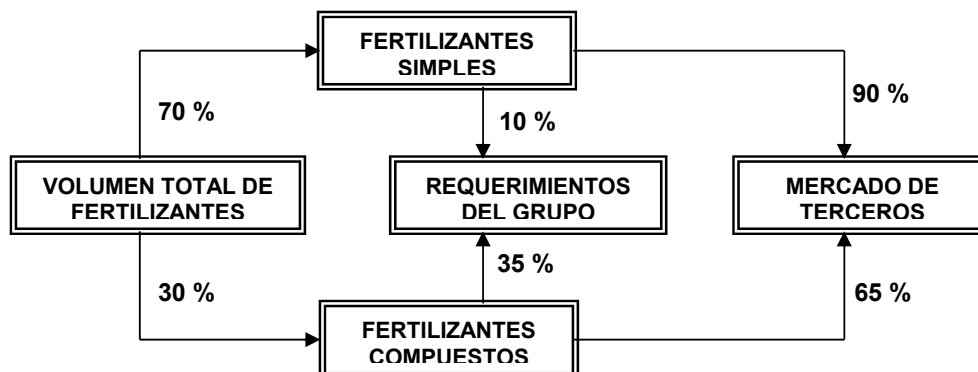 FERTILIZANTES
SIMPLES
70 %
10 %
90 %
VOLUMEN TOTAL DE
FERTILIZANTES
REQUERIMIENTOS
DEL GRUPO
MERCADO DE
TERCEROS
30 %
35 %
65 %
FERTILIZANTES
COMPUESTOS